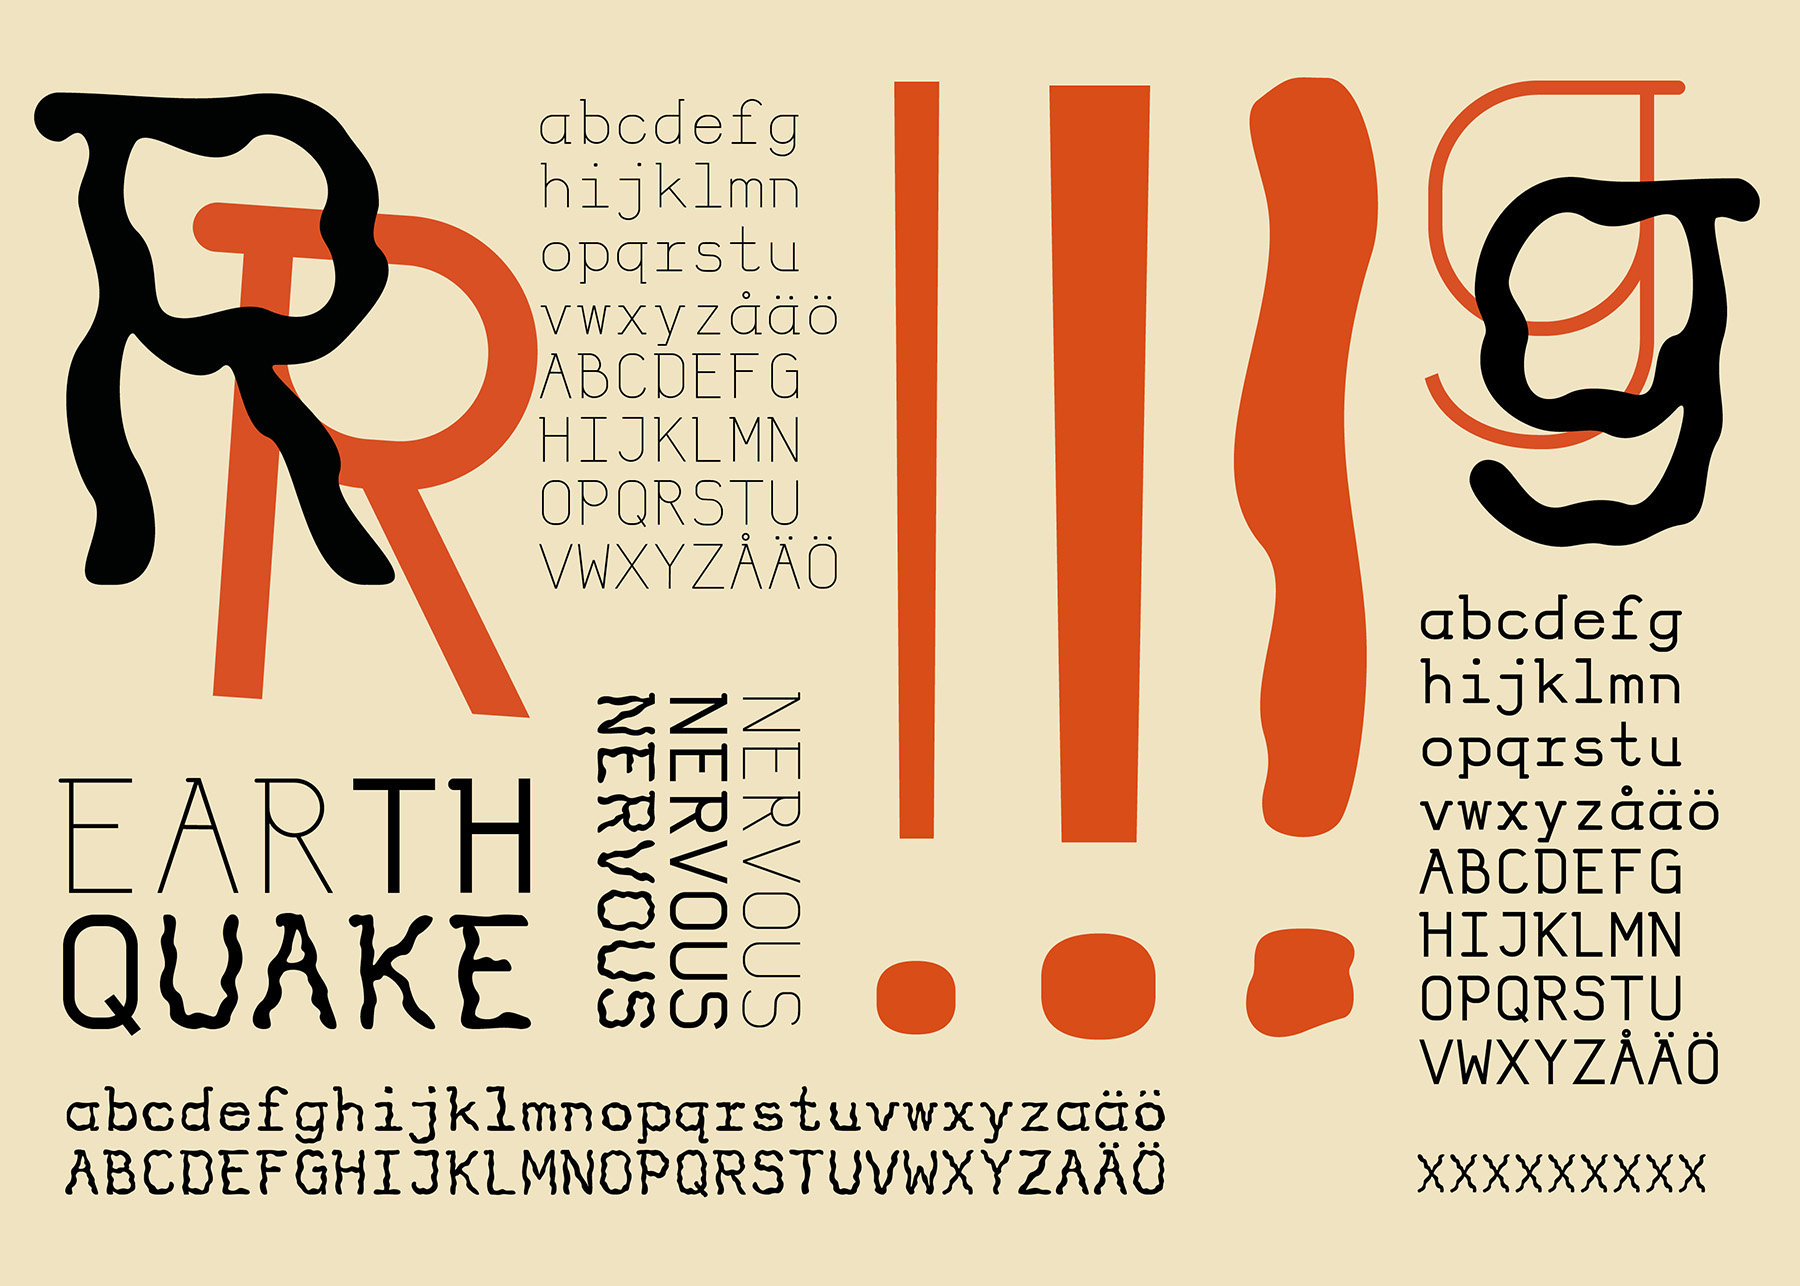 R
R
abcdefg
hijklmn
opqrstu
vwxyzåäö
ABCDEFG
HIJKLMN
OPQRSTU
VWXYZÅÄÖ
!!!
g
g
abcdefg
hijklmn
opqrstu
vwxyzåäö
ABCDEFG
HIJKLMN
OPQRSTU
VWXYZÅÄÖ
EARTH
QUAKE
NERVOUS
NERVOUS
NERVOUS
abcdefghijklmnopqrstuvwxyzaäö
ABCDEFGHIJKLMNOPQRSTUVWXYZAÄÖ
XXXXXXXXX